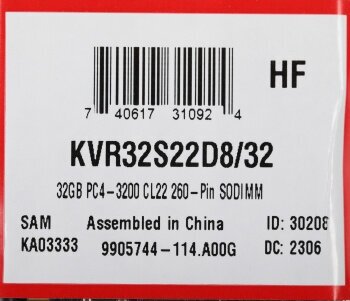 HF
7 40617 31092 4
KVR32S22D8/32
32GB PC4-3200 CL22 260-Pin SODIMM
SAM Assembled in China ID: 30208
KA03333 9905744-114.A00G DC: 2306